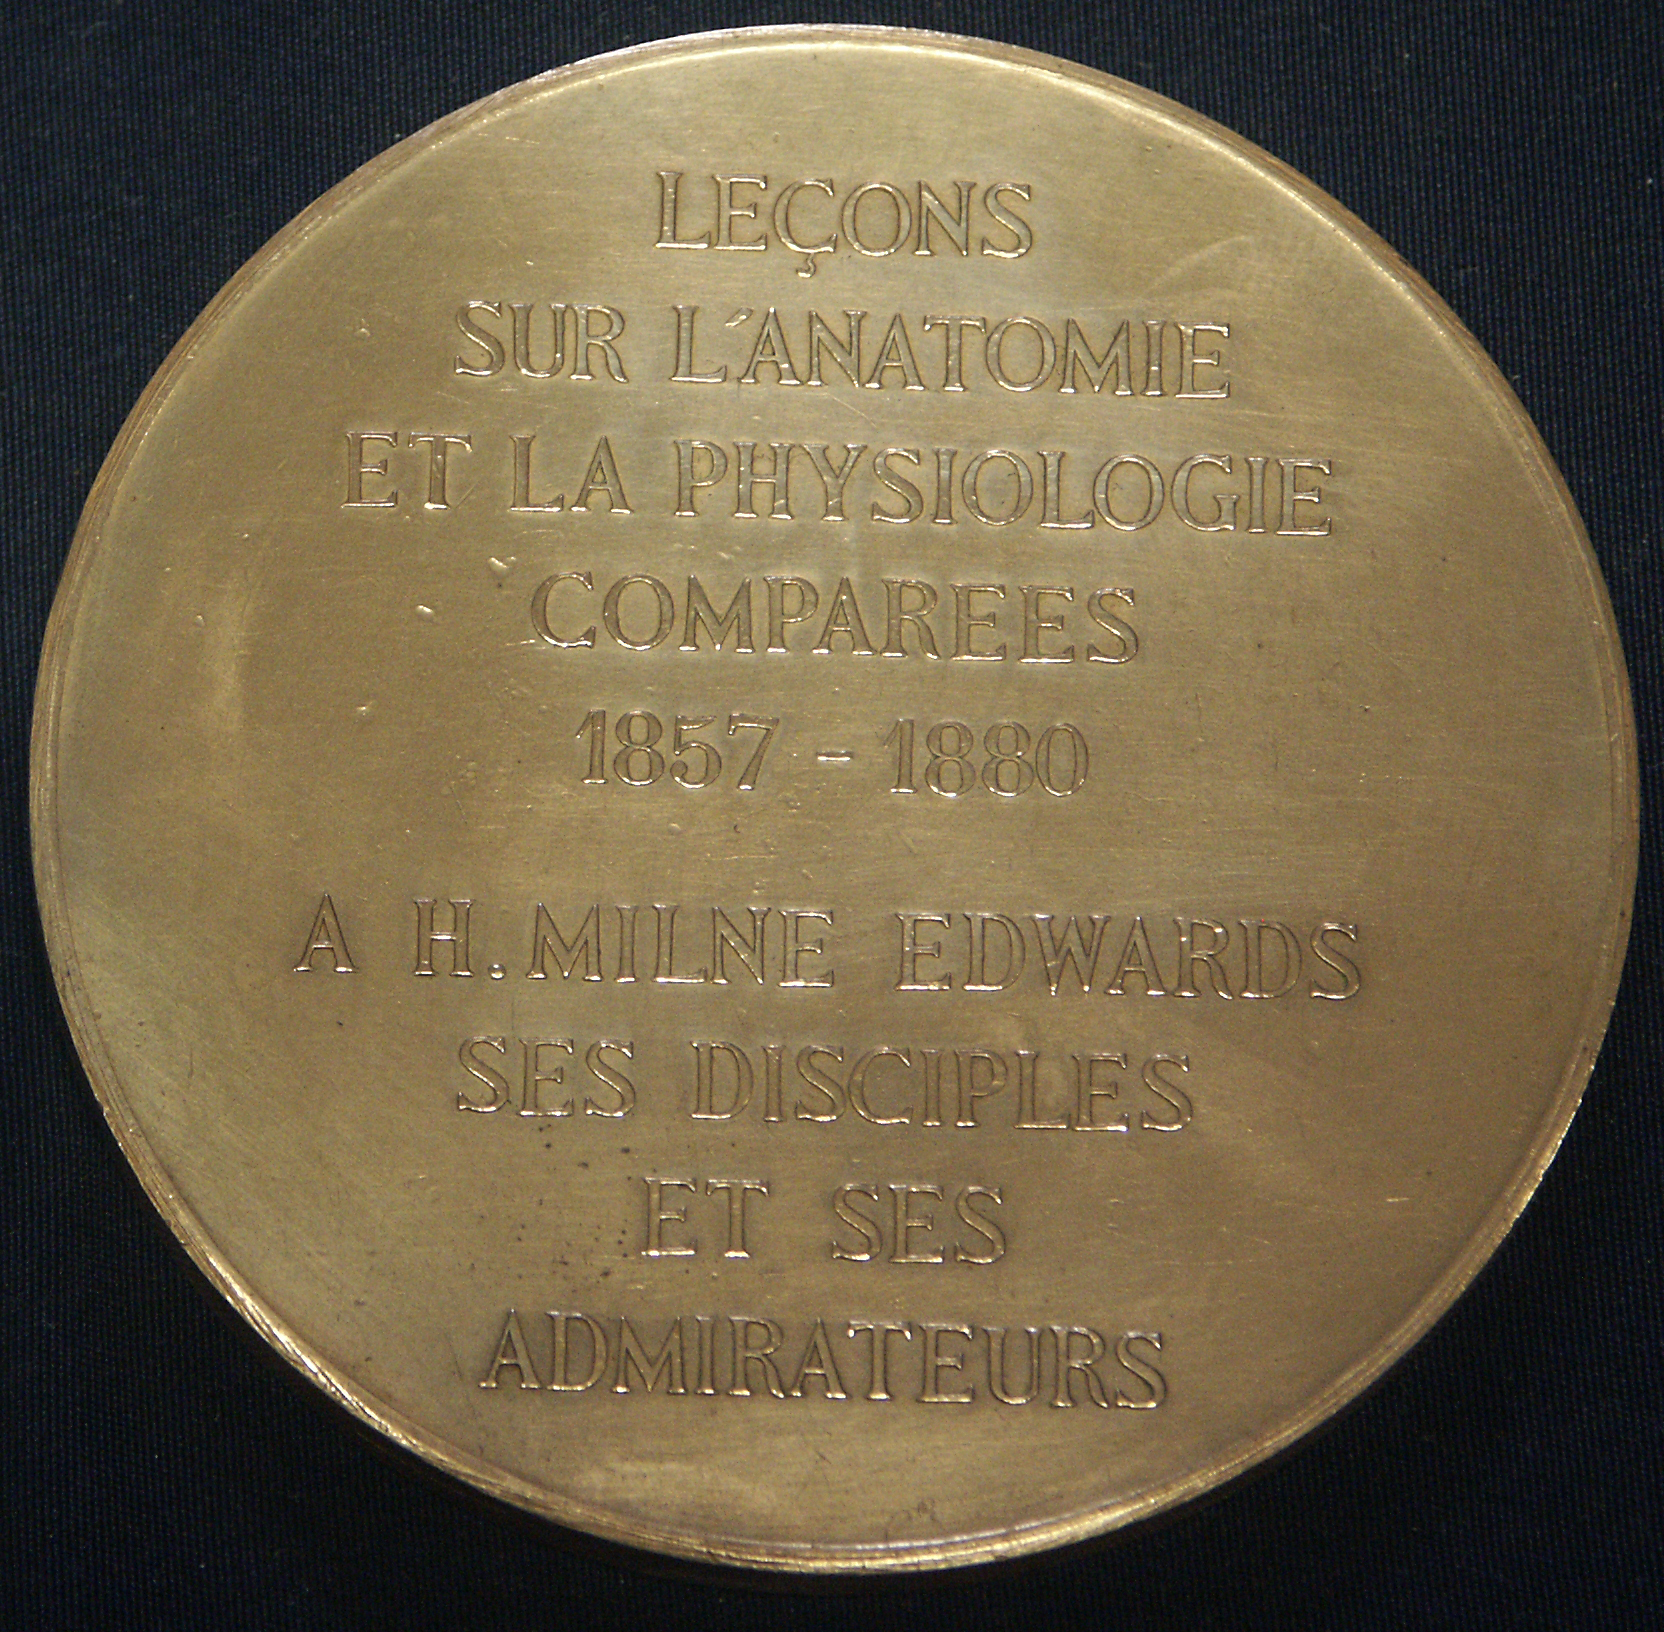 LEÇONS
SUR L'ANATOMIE
ET LA PHYSIOLOGIE
COMPAREES
1857 - 1880
A H. MILNE EDWARDS
SES DISCIPLES
ET SES
ADMIRATEURS